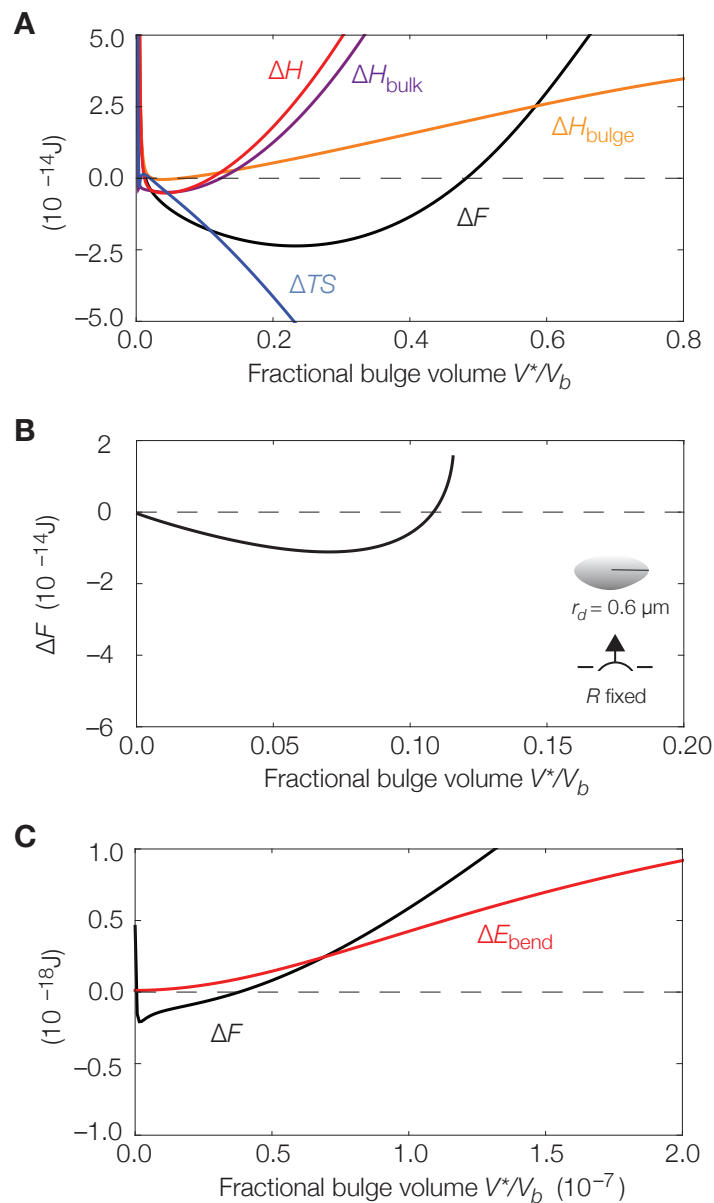 A
5.0
2.5
0.0
−2.5
−5.0
(10 −14J)
ΔH
ΔHbulk
ΔHbulge
ΔF
ΔTS
0.0 0.2 0.4 0.6 0.8
Fractional bulge volume V*/Vb
B
2
0
−2
−4
−6
ΔF (10 −14J)
rd = 0.6 µm
R fixed
0.0 0.05 0.10 0.15 0.20
Fractional bulge volume V*/Vb
C
1.0
0.5
0.0
−0.5
−1.0
(10 −18J)
ΔEbend
ΔF
0.0 0.5 1.0 1.5 2.0
Fractional bulge volume V*/Vb (10−7)